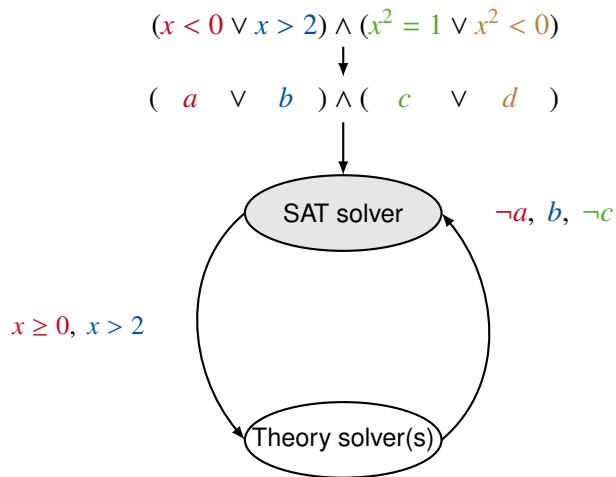 (x < 0 ∨ x > 2) ∧ (x² = 1 ∨ x² < 0)
( a ∨ b ) ∧ ( c ∨ d )
SAT solver
¬a, b, ¬c
x ≥ 0, x > 2
Theory solver(s)